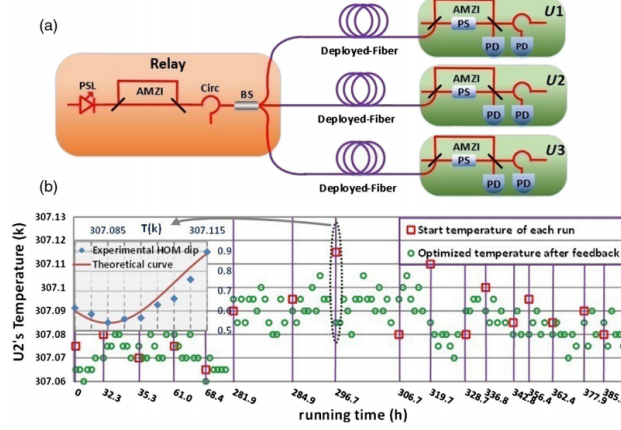 (a)
Relay
PSL
AMZI
Circ
BS
Deployed-Fiber
AMZI
PS
U1
PD
PD
Deployed-Fiber
AMZI
PS
U2
PD
PD
Deployed-Fiber
AMZI
PS
U3
PD
PD
(b)
U2's Temperature (k)
307.13
307.12
307.11
307.1
307.09
307.08
307.07
307.06
307.085 T(k) 307.115
Experimental HOM dip
Theoretical curve
0.9
0.8
0.7
0.6
0.5
Start temperature of each run
Optimized temperature after feedback
0 32.3 35.3 61.0 68.4 281.9 284.9 296.7 306.7 319.7 328.7 336.8 342.8 356.4 362.4 377.9 385.
running time (h)